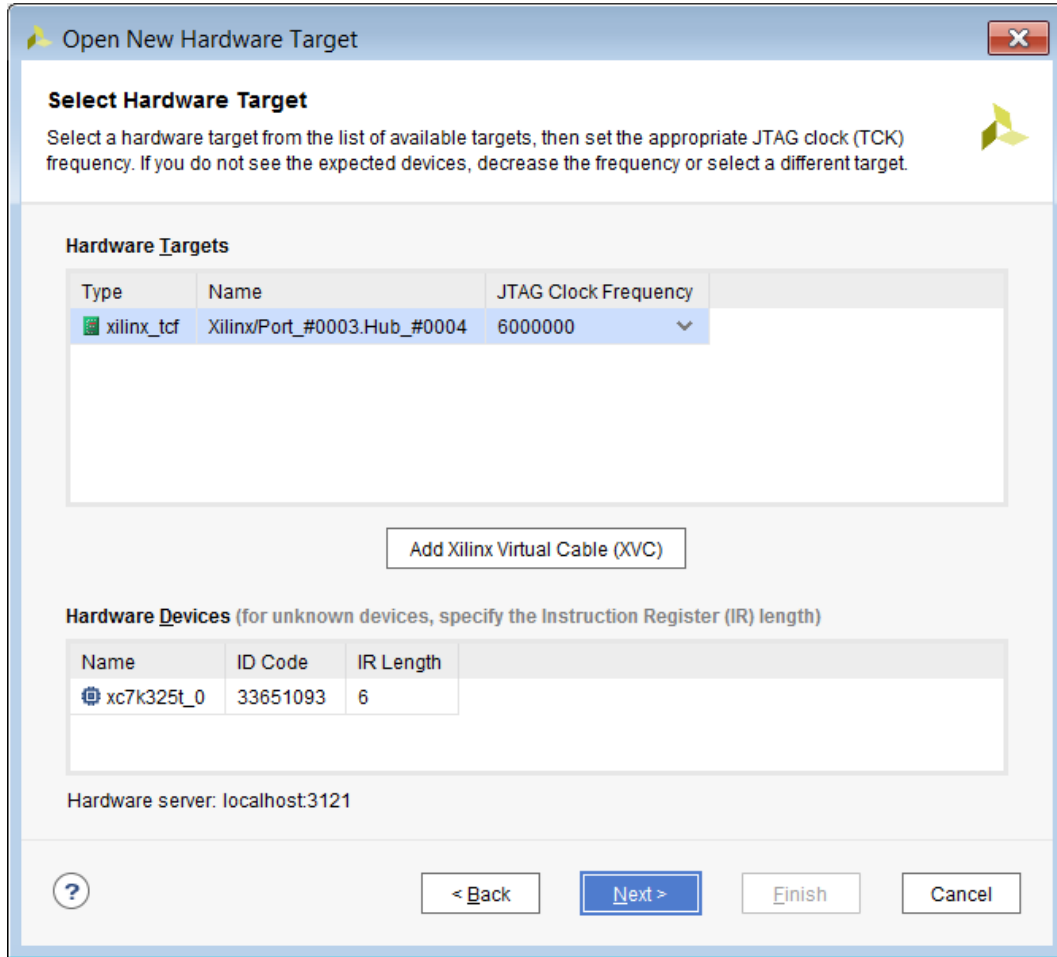 Open New Hardware Target
Select Hardware Target
Select a hardware target from the list of available targets, then set the appropriate JTAG clock (TCK)
frequency. If you do not see the expected devices, decrease the frequency or select a different target.
Hardware Targets
Type Name JTAG Clock Frequency
xilinx_tcf Xilinx/Port_#0003.Hub_#0004 6000000
Add Xilinx Virtual Cable (XVC)
Hardware Devices (for unknown devices, specify the Instruction Register (IR) length)
Name ID Code IR Length
xc7k325t_0 33651093 6
Hardware server: localhost:3121
? < Back Next > Finish Cancel